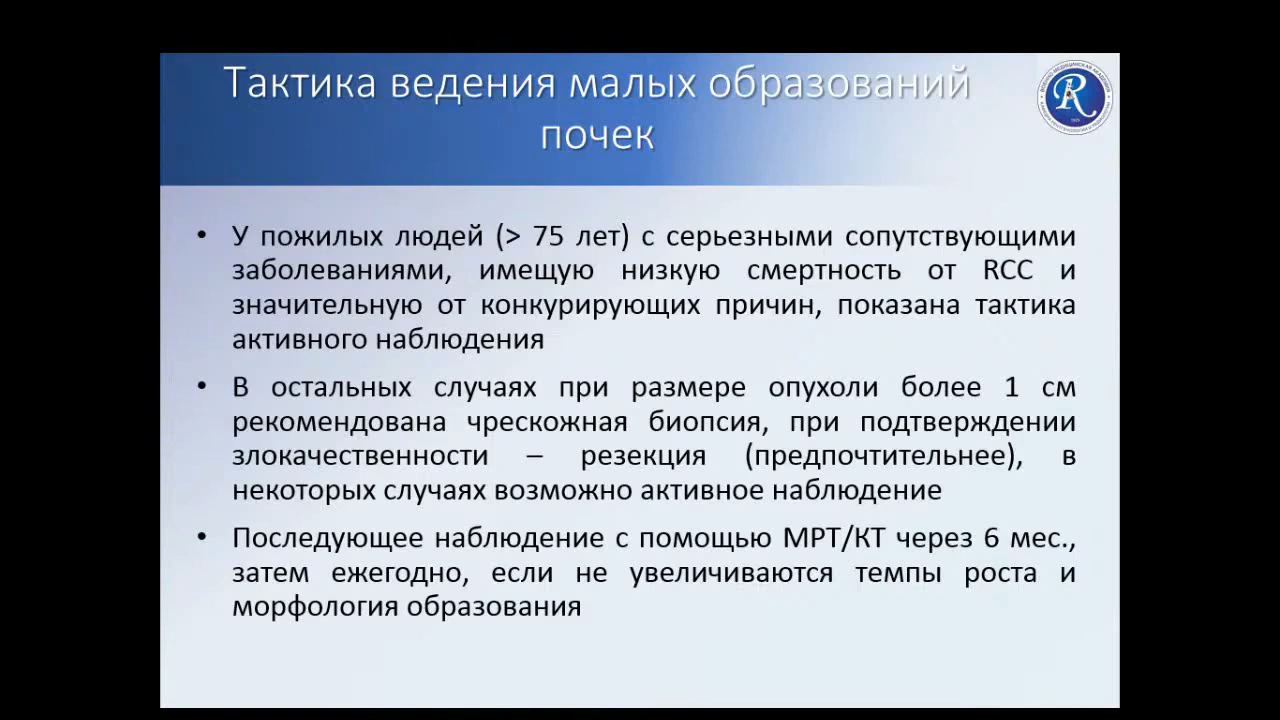 Тактика ведения малых образований
почек
R
• У пожилых людей (> 75 лет) с серьезными сопутствующими
заболеваниями, имещую низкую смертность от RCC и
значительную от конкурирующих причин, показана тактика
активного наблюдения
• В остальных случаях при размере опухоли более 1 см
рекомендована чрескожная биопсия, при подтверждении
злокачественности – резекция (предпочтительнее), в
некоторых случаях возможно активное наблюдение
• Последующее наблюдение с помощью МРТ/КТ через 6 мес.,
затем ежегодно, если не увеличиваются темпы роста и
морфология образования